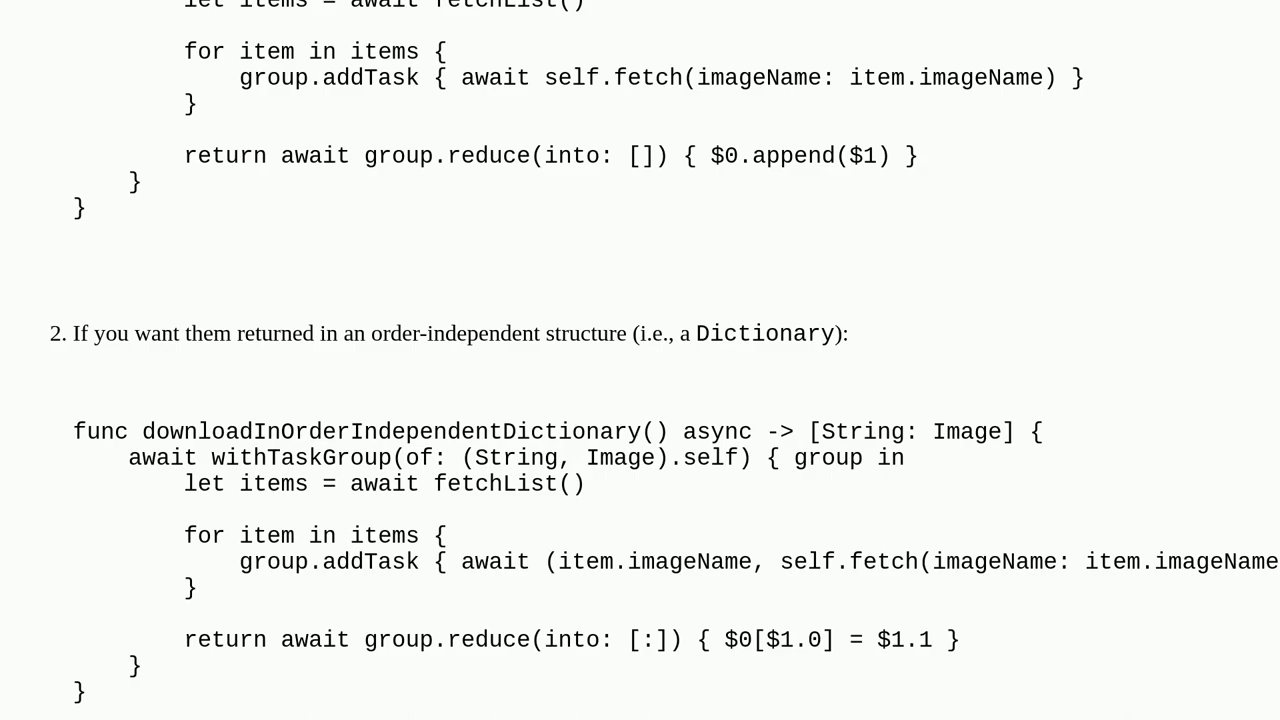 let items = await fetchList()

        for item in items {
            group.addTask { await self.fetch(imageName: item.imageName) }
        }

        return await group.reduce(into: []) { $0.append($1) }
    }
}

2. If you want them returned in an order-independent structure (i.e., a Dictionary):

func downloadInOrderIndependentDictionary() async -> [String: Image] {
    await withTaskGroup(of: (String, Image).self) { group in
        let items = await fetchList()

        for item in items {
            group.addTask { await (item.imageName, self.fetch(imageName: item.imageName
        }

        return await group.reduce(into: [:]) { $0[$1.0] = $1.1 }
    }
}